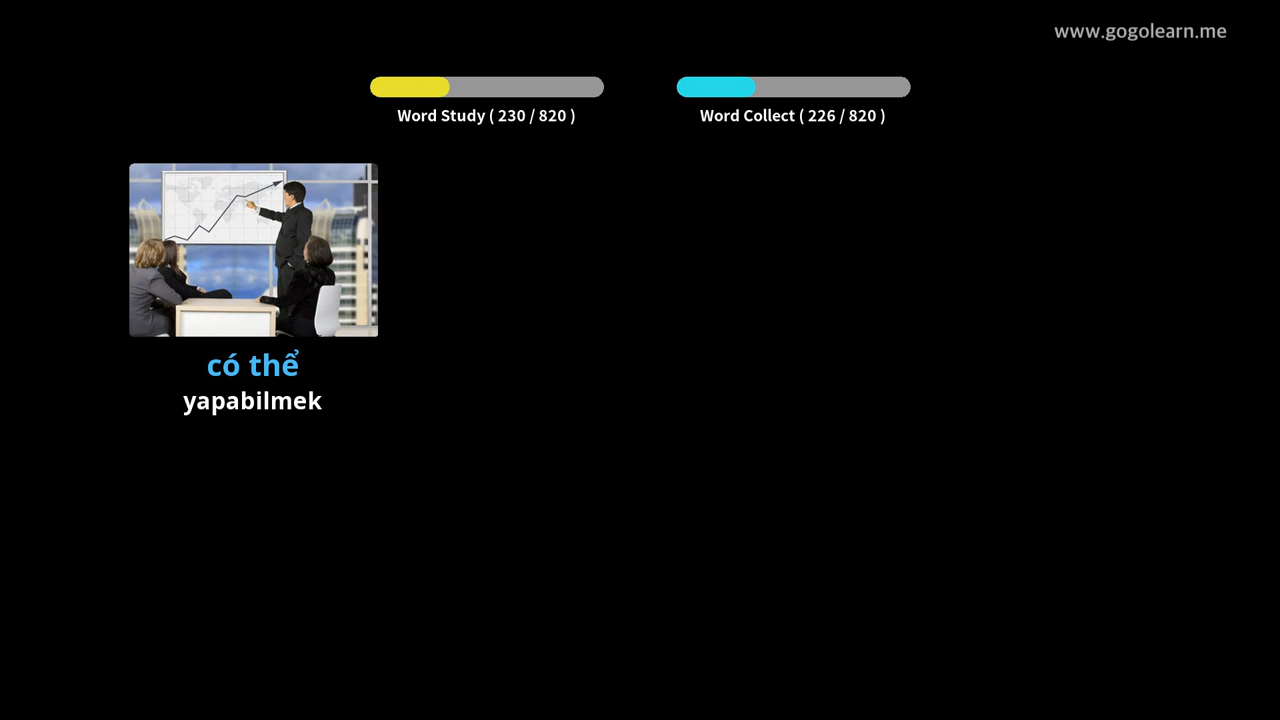 www.gogolearn.me
Word Study ( 230 / 820 )
Word Collect ( 226 / 820 )
có thể
yapabilmek